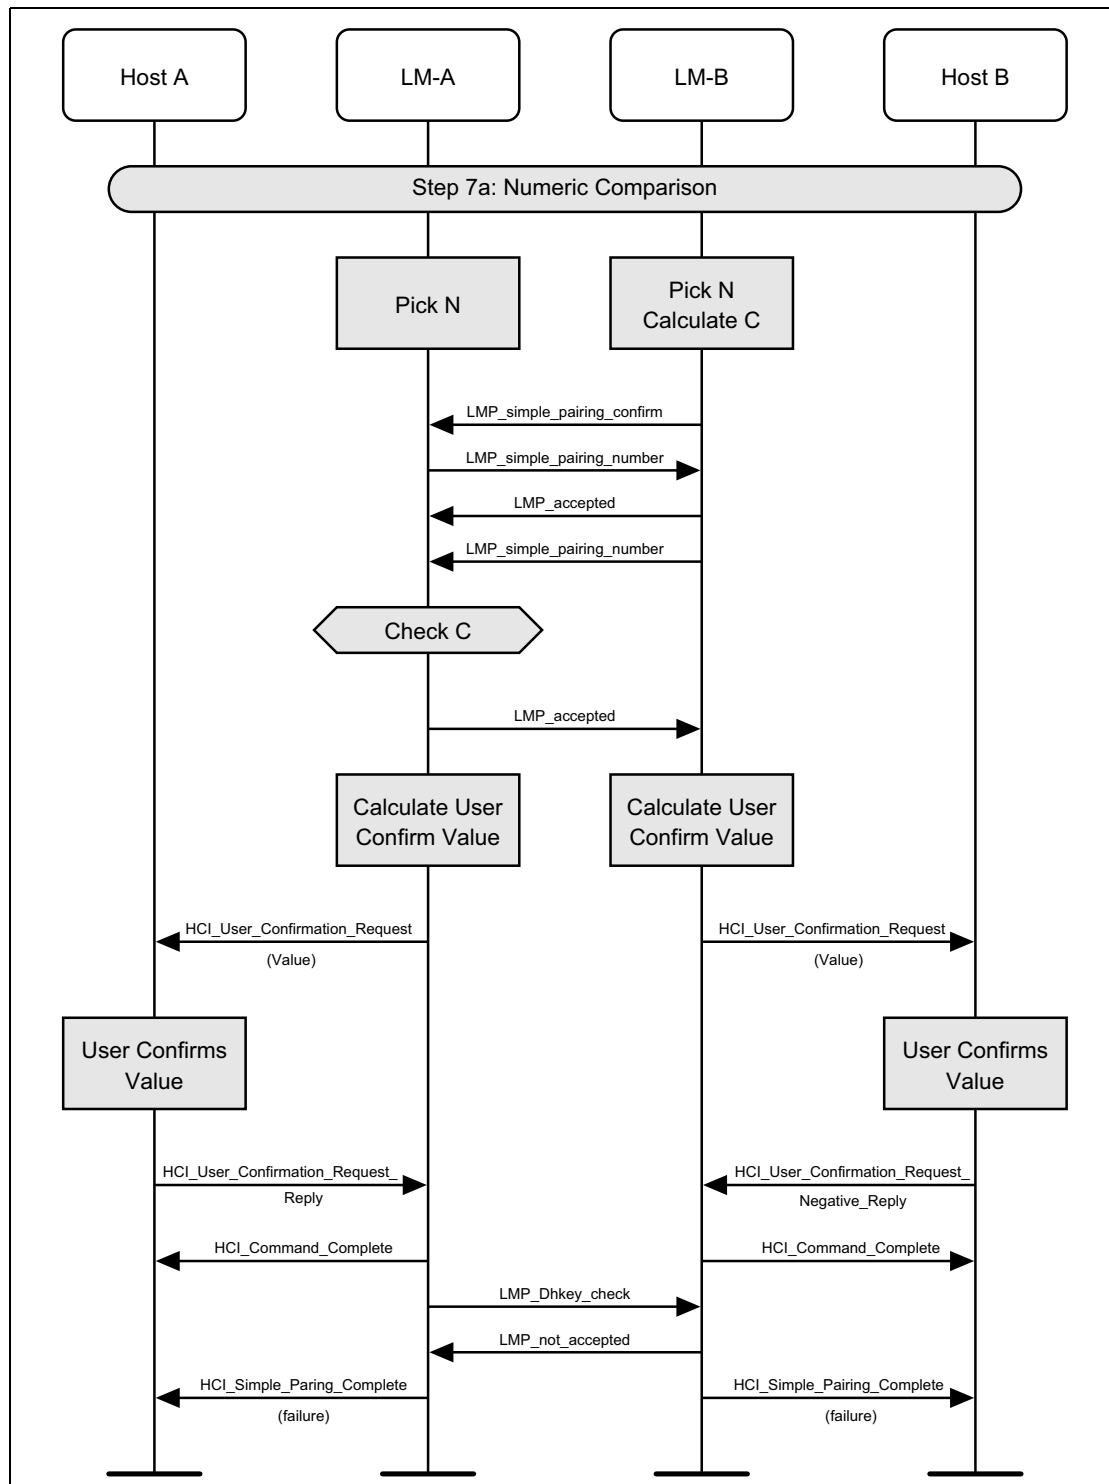 Host A
LM-A
LM-B
Host B
Step 7a: Numeric Comparison
Pick N
Pick N
Calculate C
LMP_simple_pairing_confirm
LMP_simple_pairing_number
LMP_accepted
LMP_simple_pairing_number
Check C
LMP_accepted
Calculate User
Confirm Value
Calculate User
Confirm Value
HCI_User_Confirmation_Request
(Value)
HCI_User_Confirmation_Request
(Value)
User Confirms
Value
User Confirms
Value
HCI_User_Confirmation_Request_
Reply
HCI_User_Confirmation_Request_
Negative_Reply
HCI_Command_Complete
HCI_Command_Complete
LMP_Dhkey_check
LMP_not_accepted
HCI_Simple_Paring_Complete
(failure)
HCI_Simple_Pairing_Complete
(failure)